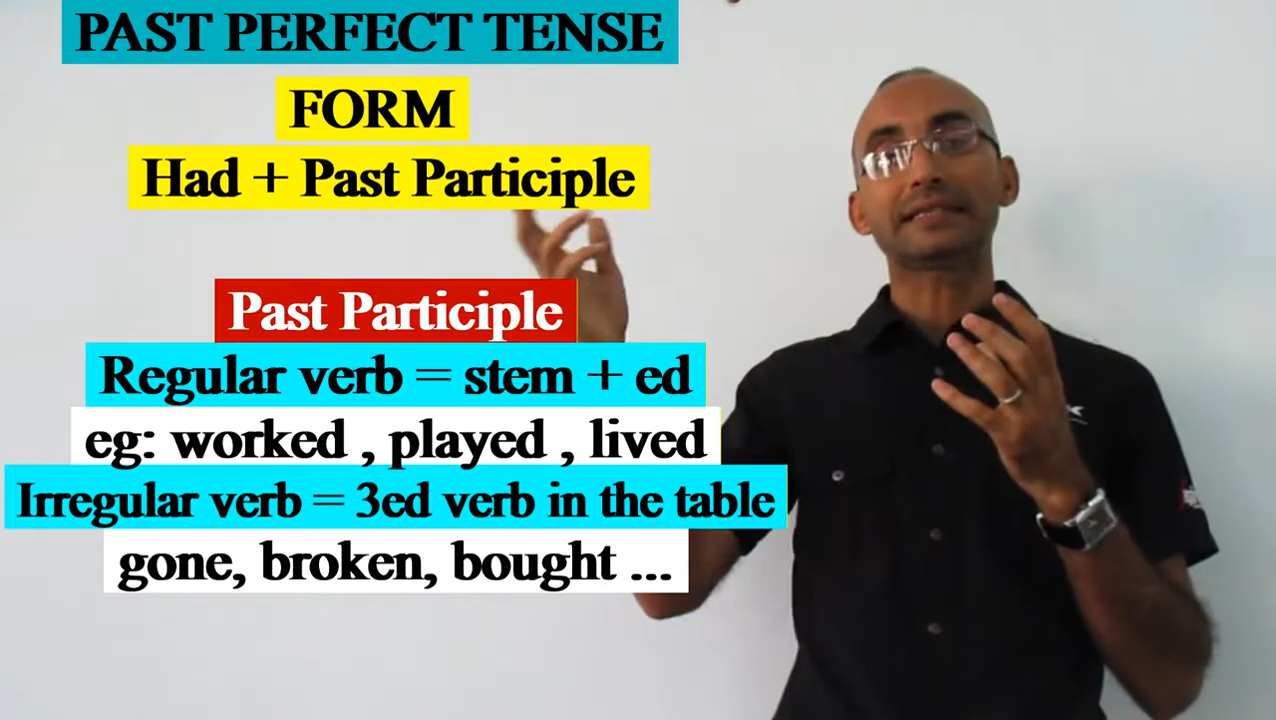 PAST PERFECT TENSE
FORM
Had + Past Participle
Past Participle
Regular verb = stem + ed
eg: worked , played , lived
Irregular verb = 3ed verb in the table
gone, broken, bought ...